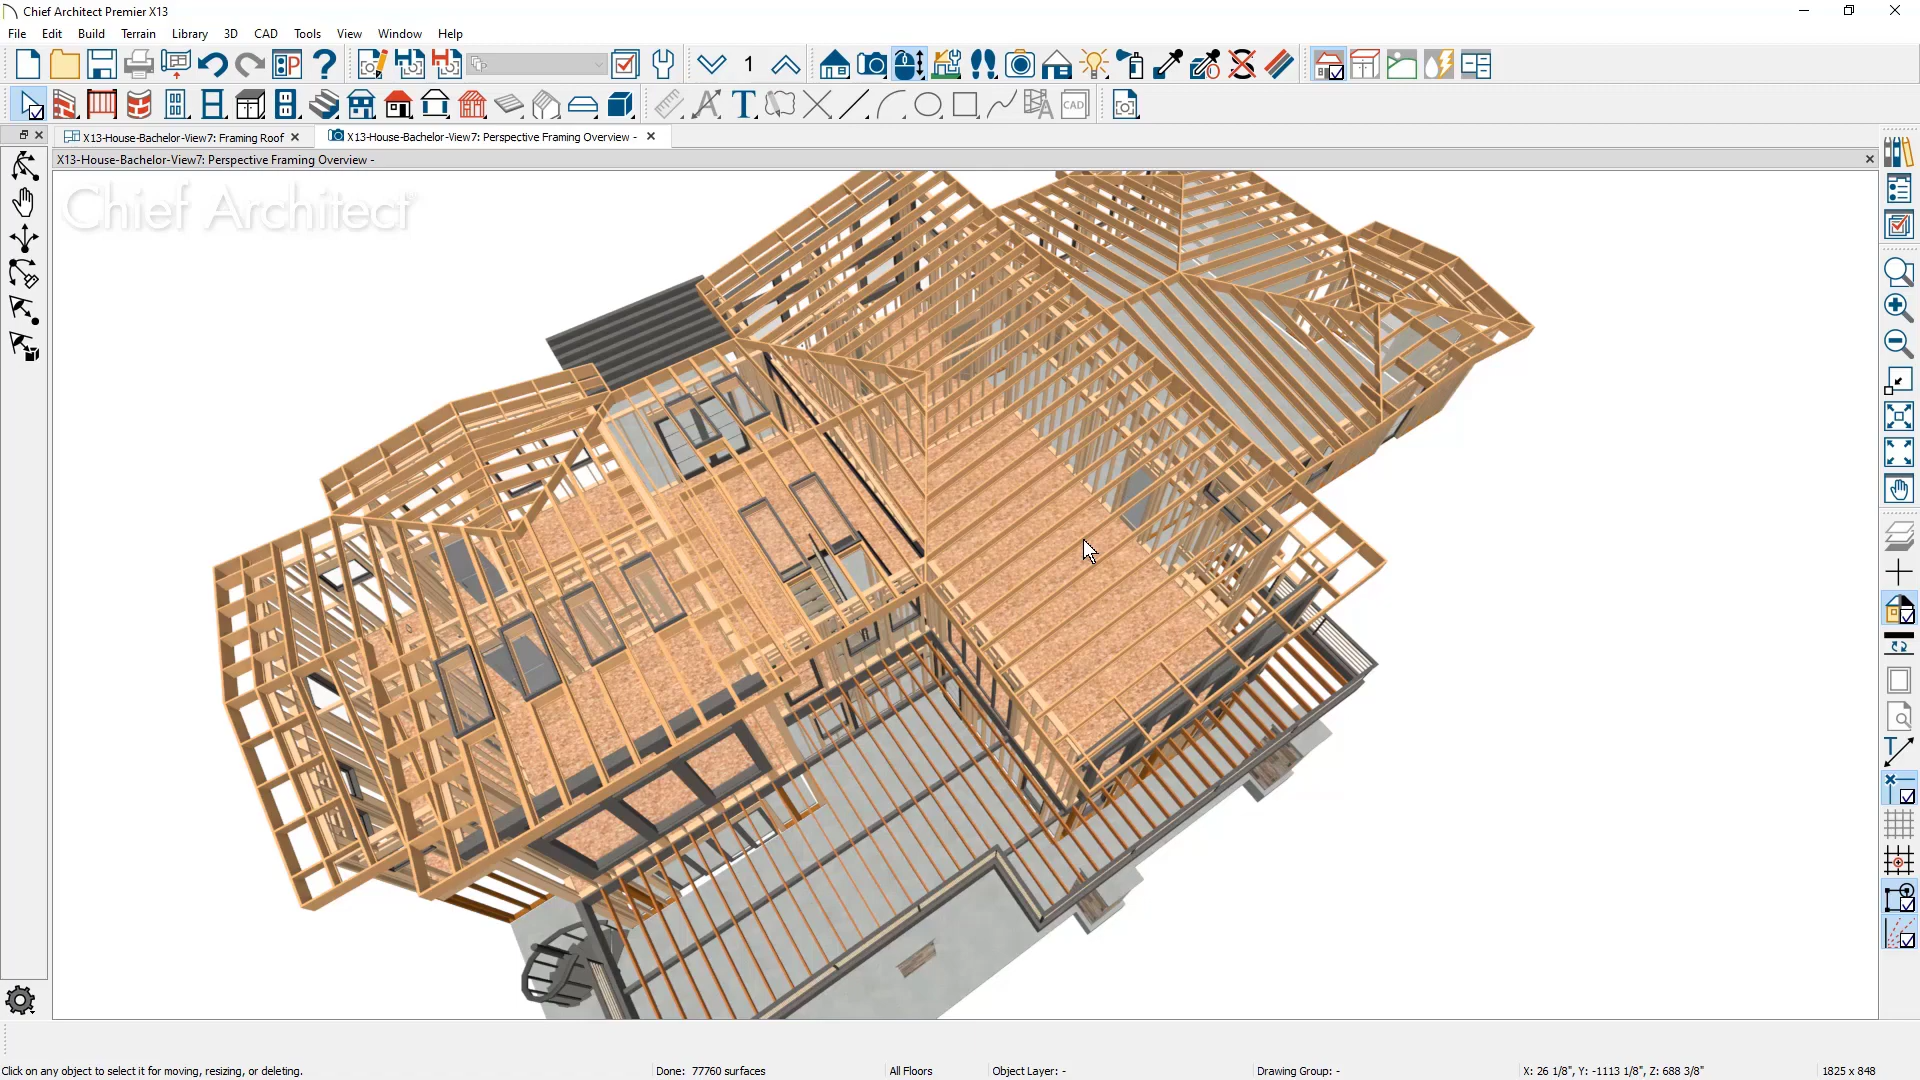 Chief Architect Premier X13
File Edit Build Terrain Library 3D CAD Tools View Window Help
1
CAD
X13-House-Bachelor-View7: Framing Roof
X13-House-Bachelor-View7: Perspective Framing Overview -
X13-House-Bachelor-View7: Perspective Framing Overview -
Chief Architect
Click on any object to select it for moving, resizing, or deleting.
Done: 77760 surfaces
All Floors
Object Layer: -
Drawing Group: -
X: 26 1/8", Y: -1113 1/8", Z: 688 3/8"
1825 x 848